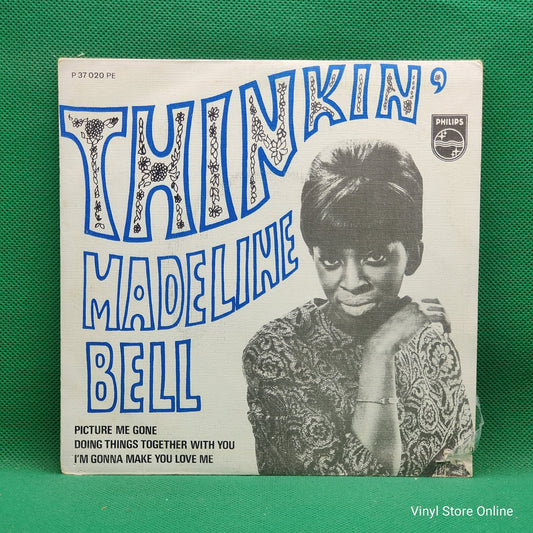 P 37 020 PE
THINKIN'
PHILIPS
MADELINE
BELL
PICTURE ME GONE
DOING THINGS TOGETHER WITH YOU
I'M GONNA MAKE YOU LOVE ME
Vinyl Store Online